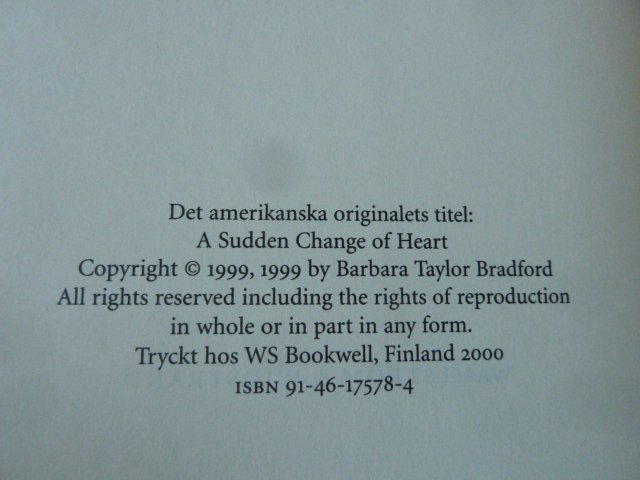 Det amerikanska originalets titel:
A Sudden Change of Heart
Copyright © 1999, 1999 by Barbara Taylor Bradford
All rights reserved including the rights of reproduction
in whole or in part in any form.
Tryckt hos WS Bookwell, Finland 2000
ISBN 91-46-17578-4